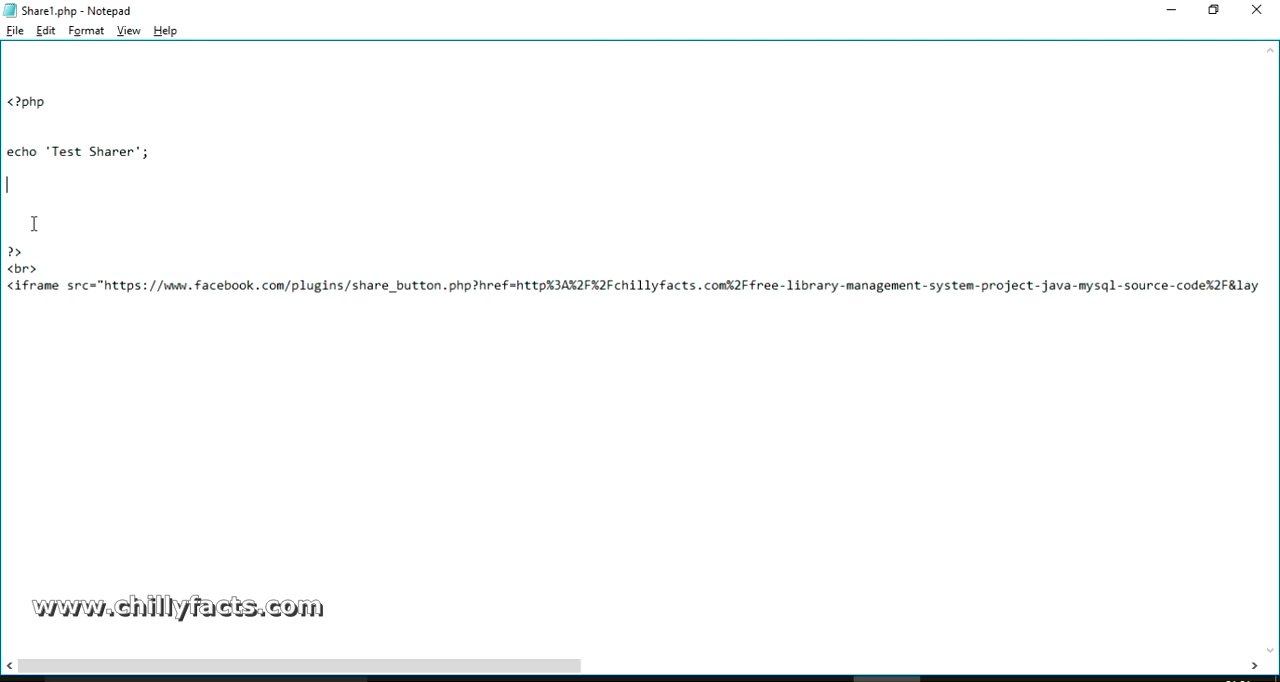 Share1.php - Notepad
File Edit Format View Help
<?php
echo 'Test Sharer';
?>
<br>
<iframe src="https://www.facebook.com/plugins/share_button.php?href=http%3A%2F%2Fchillyfacts.com%2Ffree-library-management-system-project-java-mysql-source-code%2F&lay
www.chillyfacts.com